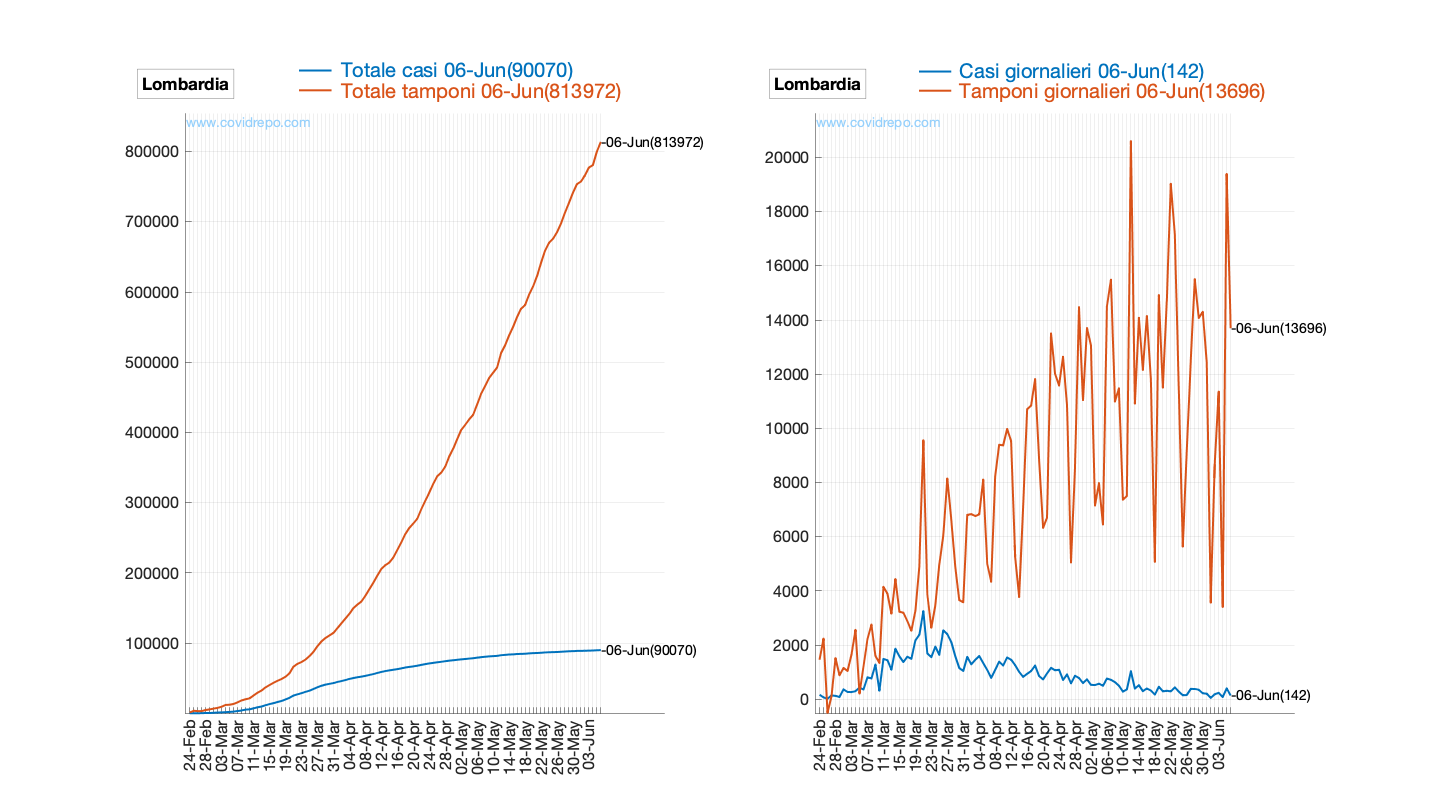 Lombardia
Totale casi 06-Jun(90070)
Totale tamponi 06-Jun(813972)
www.covidrepo.com
800000
700000
600000
500000
400000
300000
200000
100000
06-Jun(813972)
06-Jun(90070)
24-Feb
28-Feb
03-Mar
07-Mar
11-Mar
15-Mar
19-Mar
23-Mar
27-Mar
31-Mar
04-Apr
08-Apr
12-Apr
16-Apr
20-Apr
24-Apr
28-Apr
02-May
06-May
10-May
14-May
18-May
22-May
26-May
30-May
03-Jun
Lombardia
Casi giornalieri 06-Jun(142)
Tamponi giornalieri 06-Jun(13696)
www.covidrepo.com
20000
18000
16000
14000
12000
10000
8000
6000
4000
2000
0
06-Jun(13696)
06-Jun(142)
24-Feb
28-Feb
03-Mar
07-Mar
11-Mar
15-Mar
19-Mar
23-Mar
27-Mar
31-Mar
04-Apr
08-Apr
12-Apr
16-Apr
20-Apr
24-Apr
28-Apr
02-May
06-May
10-May
14-May
18-May
22-May
26-May
30-May
03-Jun